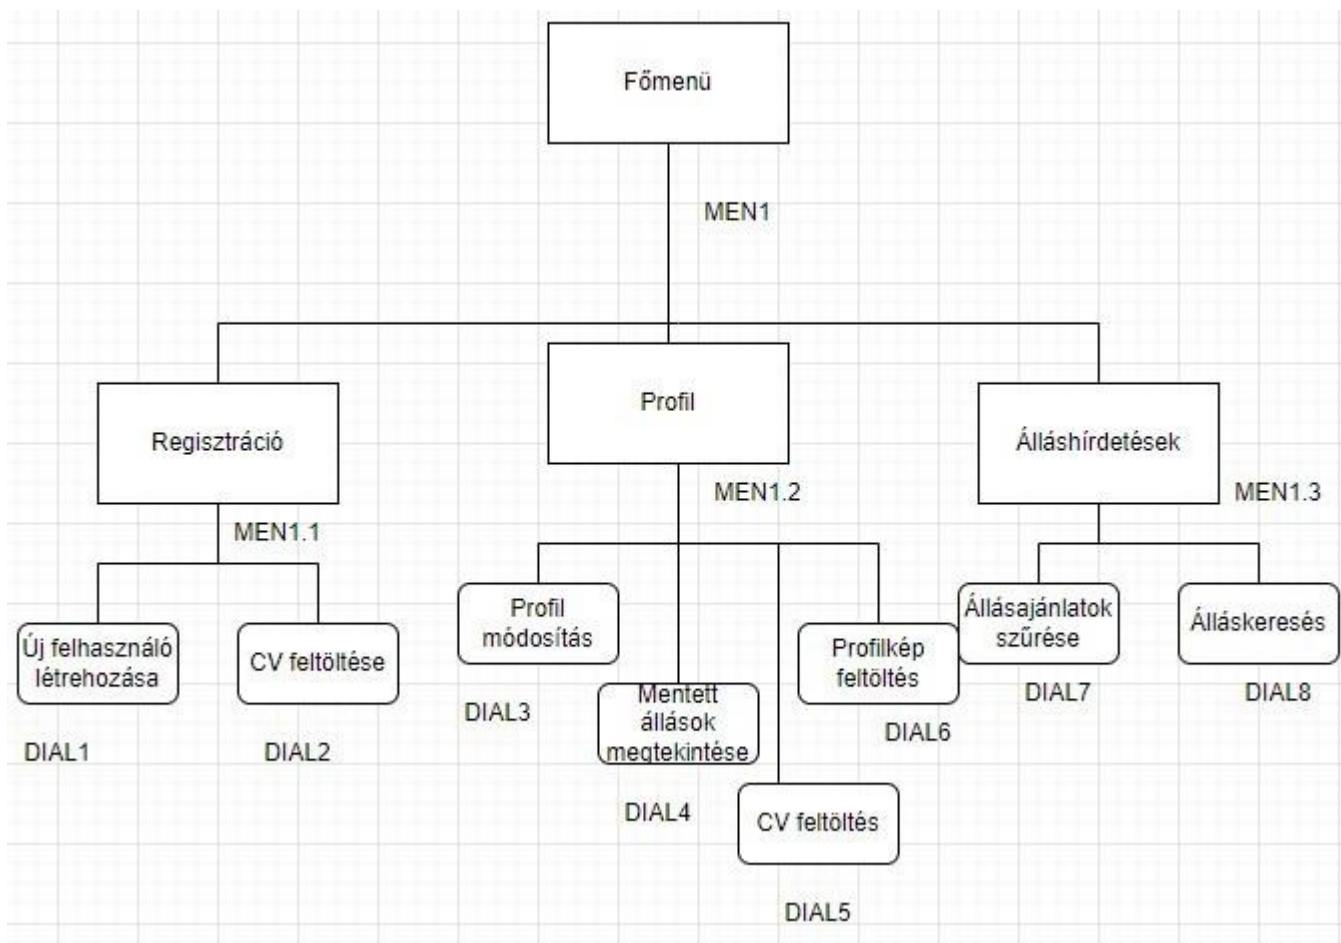 Főmenü
MEN1
Profil
Regisztráció
Álláshírdetések
MEN1.2
MEN1.3
MEN1.1
Új felhasználó
létrehozása
DIAL1
CV feltöltése
DIAL2
Profil
módosítás
DIAL3
Mentett
állások
megtekintése
DIAL4
CV feltöltés
DIAL5
Profilkép
feltöltés
DIAL6
Állásajánlatok
szűrése
DIAL7
Álláskeresés
DIAL8